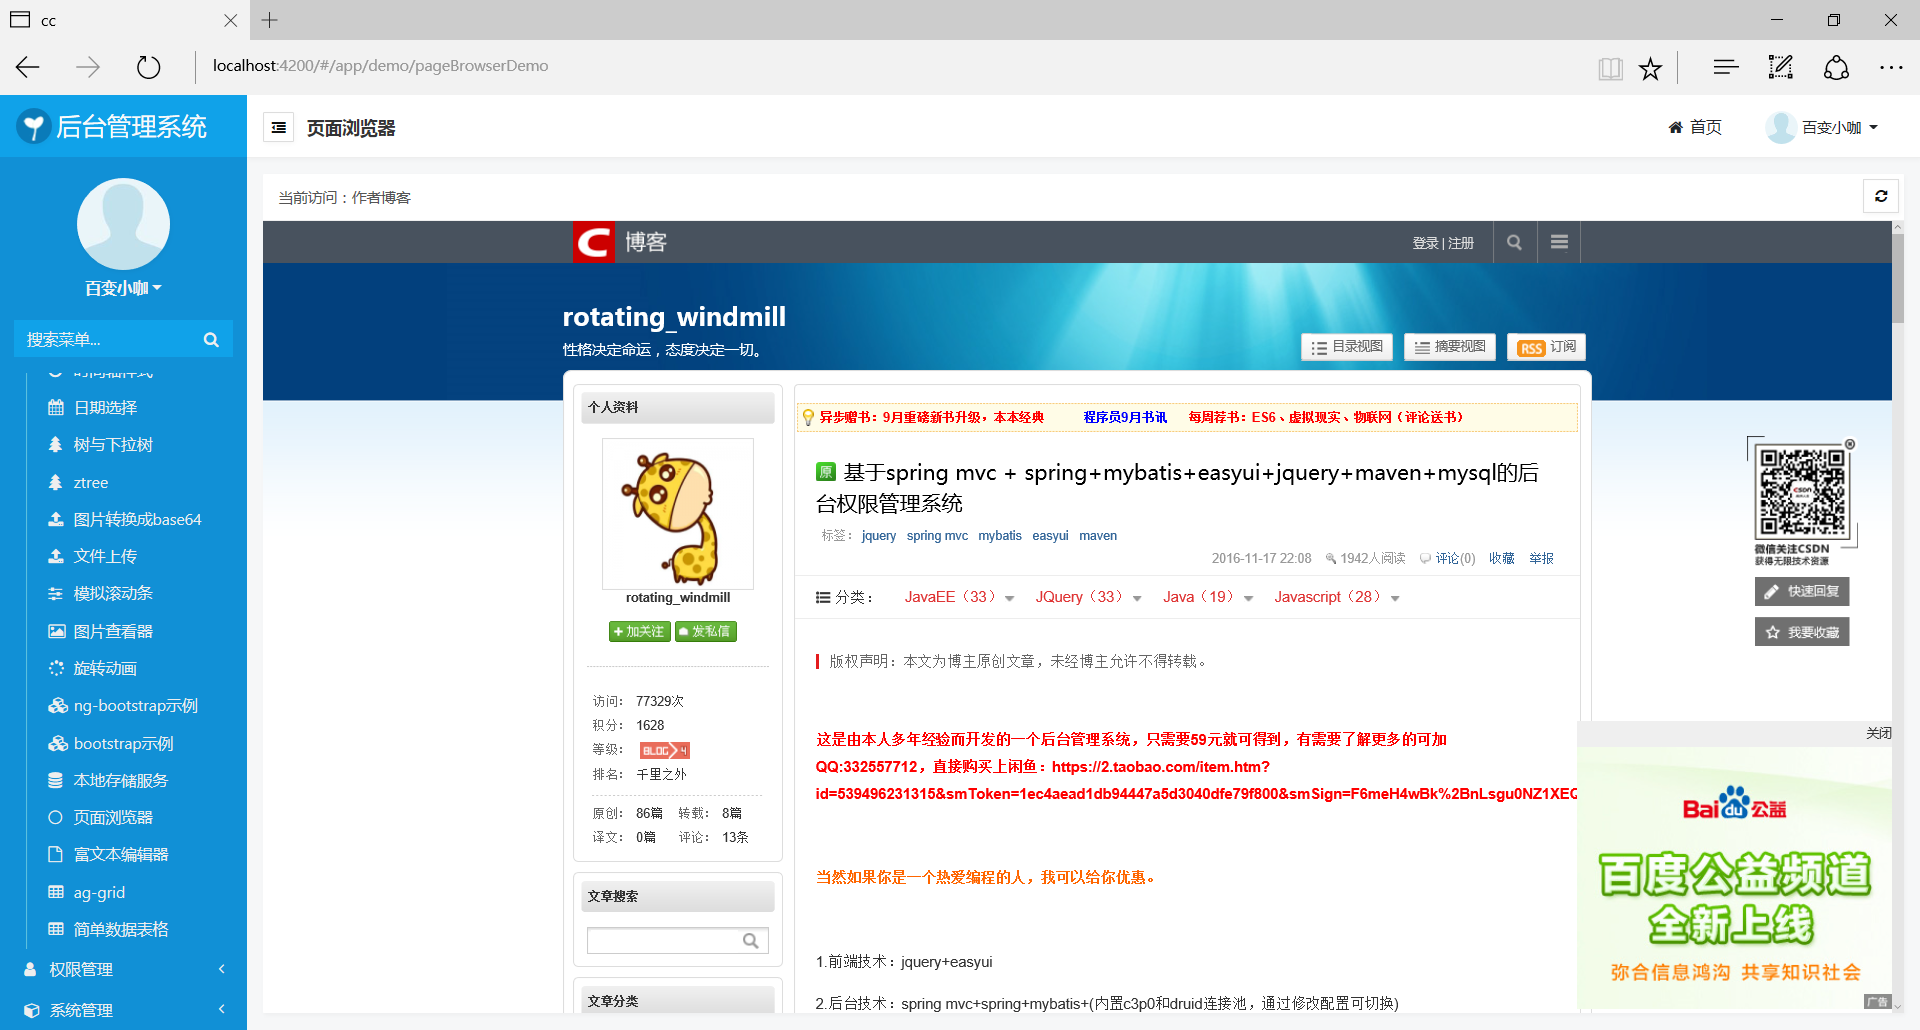 cc
localhost:4200/#/app/demo/pageBrowserDemo
后台管理系统
页面浏览器
首页
百变小咖
百变小咖
搜索菜单...
日期选择
树与下拉树
ztree
图片转换成base64
文件上传
模拟滚动条
图片查看器
旋转动画
ng-bootstrap示例
bootstrap示例
本地存储服务
页面浏览器
富文本编辑器
ag-grid
简单数据表格
权限管理
系统管理
当前访问：作者博客
C 博客
登录 | 注册
rotating_windmill
性格决定命运，态度决定一切。
目录视图
摘要视图
RSS 订阅
个人资料
rotating_windmill
加关注 发私信
访问： 77329次
积分： 1628
等级： BLOG 4
排名： 千里之外
原创： 86篇 转载： 8篇
译文： 0篇 评论： 13条
文章搜索
文章分类
异步赠书：9月重磅新书升级，本本经典 程序员9月书讯 每周荐书：ES6、虚拟现实、物联网（评论送书）
原 基于spring mvc + spring+mybatis+easyui+jquery+maven+mysql的后
台权限管理系统
标签： jquery spring mvc mybatis easyui maven
2016-11-17 22:08 1942人阅读 评论(0) 收藏 举报
分类： JavaEE（33） JQuery（33） Java（19） Javascript（28）
版权声明：本文为博主原创文章，未经博主允许不得转载。
这是由本人多年经验而开发的一个后台管理系统，只需要59元就可得到，有需要了解更多的可加
QQ:332557712，直接购买上闲鱼：https://2.taobao.com/item.htm?
id=539496231315&smToken=1ec4aead1db94447a5d3040dfe79f800&smSign=F6meH4wBk%2BnLsgu0NZ1XEQ
当然如果你是一个热爱编程的人，我可以给你优惠。
1.前端技术：jquery+easyui
2.后台技术：spring mvc+spring+mybatis+(内置c3p0和druid连接池，通过修改配置可切换)
微信关注CSDN
获得无限技术资源
快速回复
我要收藏
关闭
Bai du 公益
百度公益频道
全新上线
弥合信息鸿沟 共享知识社会
广告